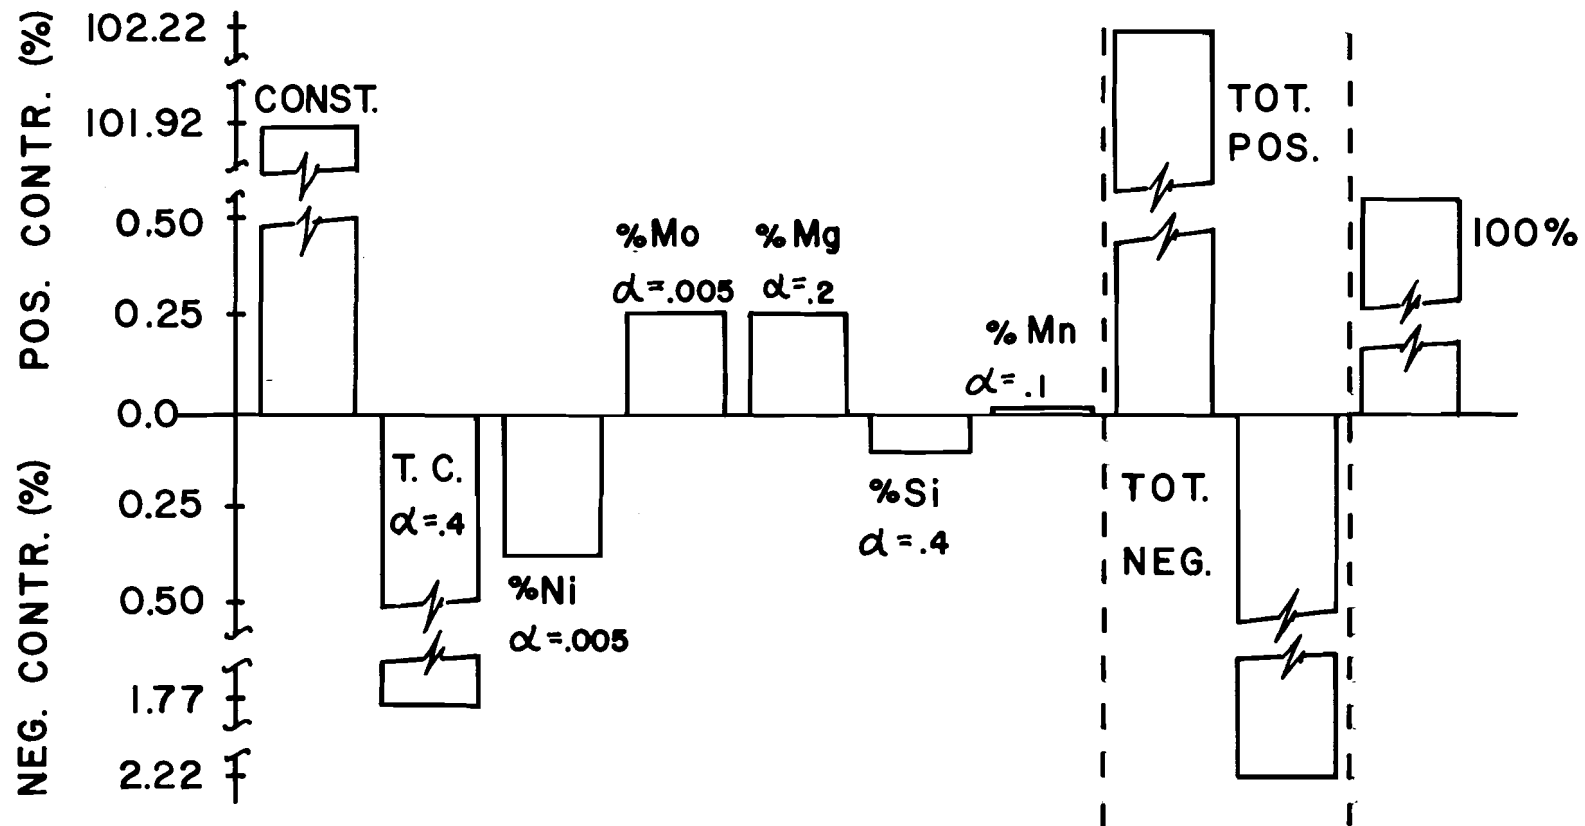 POS. CONTR. (%)
NEG. CONTR. (%)
102.22
101.92
0.50
0.25
0.0
0.25
0.50
1.77
2.22
CONST.
T. C.
α=.4
%Ni
α=.005
%Mo
α=.005
%Mg
α=.2
%Si
α=.4
%Mn
α=.1
TOT.
POS.
TOT.
NEG.
100%